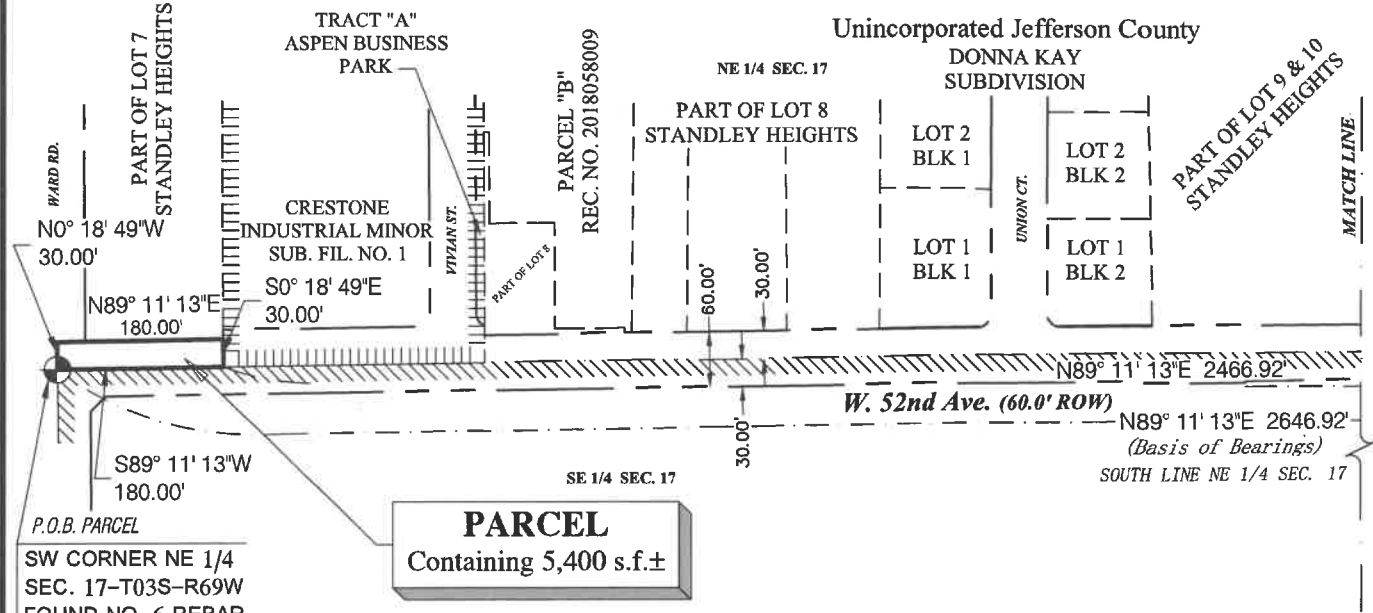 PART OF LOT 7
STANDLEY HEIGHTS
TRACT "A"
ASPEN BUSINESS
PARK
PARCEL "B"
REC. NO. 2018058009
Unincorporated Jefferson County
NE 1/4 SEC. 17
DONNA KAY
SUBDIVISION
PART OF LOT 8
STANDLEY HEIGHTS
LOT 2
BLK 1
LOT 2
BLK 2
PART OF LOT 9 & 10
STANDLEY HEIGHTS
MATCH LINE
WARD RD.
N0° 18' 49"W
30.00'
CRESTONE
INDUSTRIAL MINOR
SUB. FIL. NO. 1
VIVIAN ST.
PART OF LOT 8
UNION CT.
LOT 1
BLK 1
LOT 1
BLK 2
N89° 11' 13"E
180.00'
S0° 18' 49"E
30.00'
60.00'
30.00'
N89° 11' 13"E 2466.92'
W. 52nd Ave. (60.0' ROW)
N89° 11' 13"E 2646.92'
(Basis of Bearings)
SOUTH LINE NE 1/4 SEC. 17
30.00'
S89° 11' 13"W
180.00'
SE 1/4 SEC. 17
P.O.B. PARCEL
PARCEL
Containing 5,400 s.f.±
SW CORNER NE 1/4
SEC. 17-T03S-R69W
FOUND NO. 6 REBAR